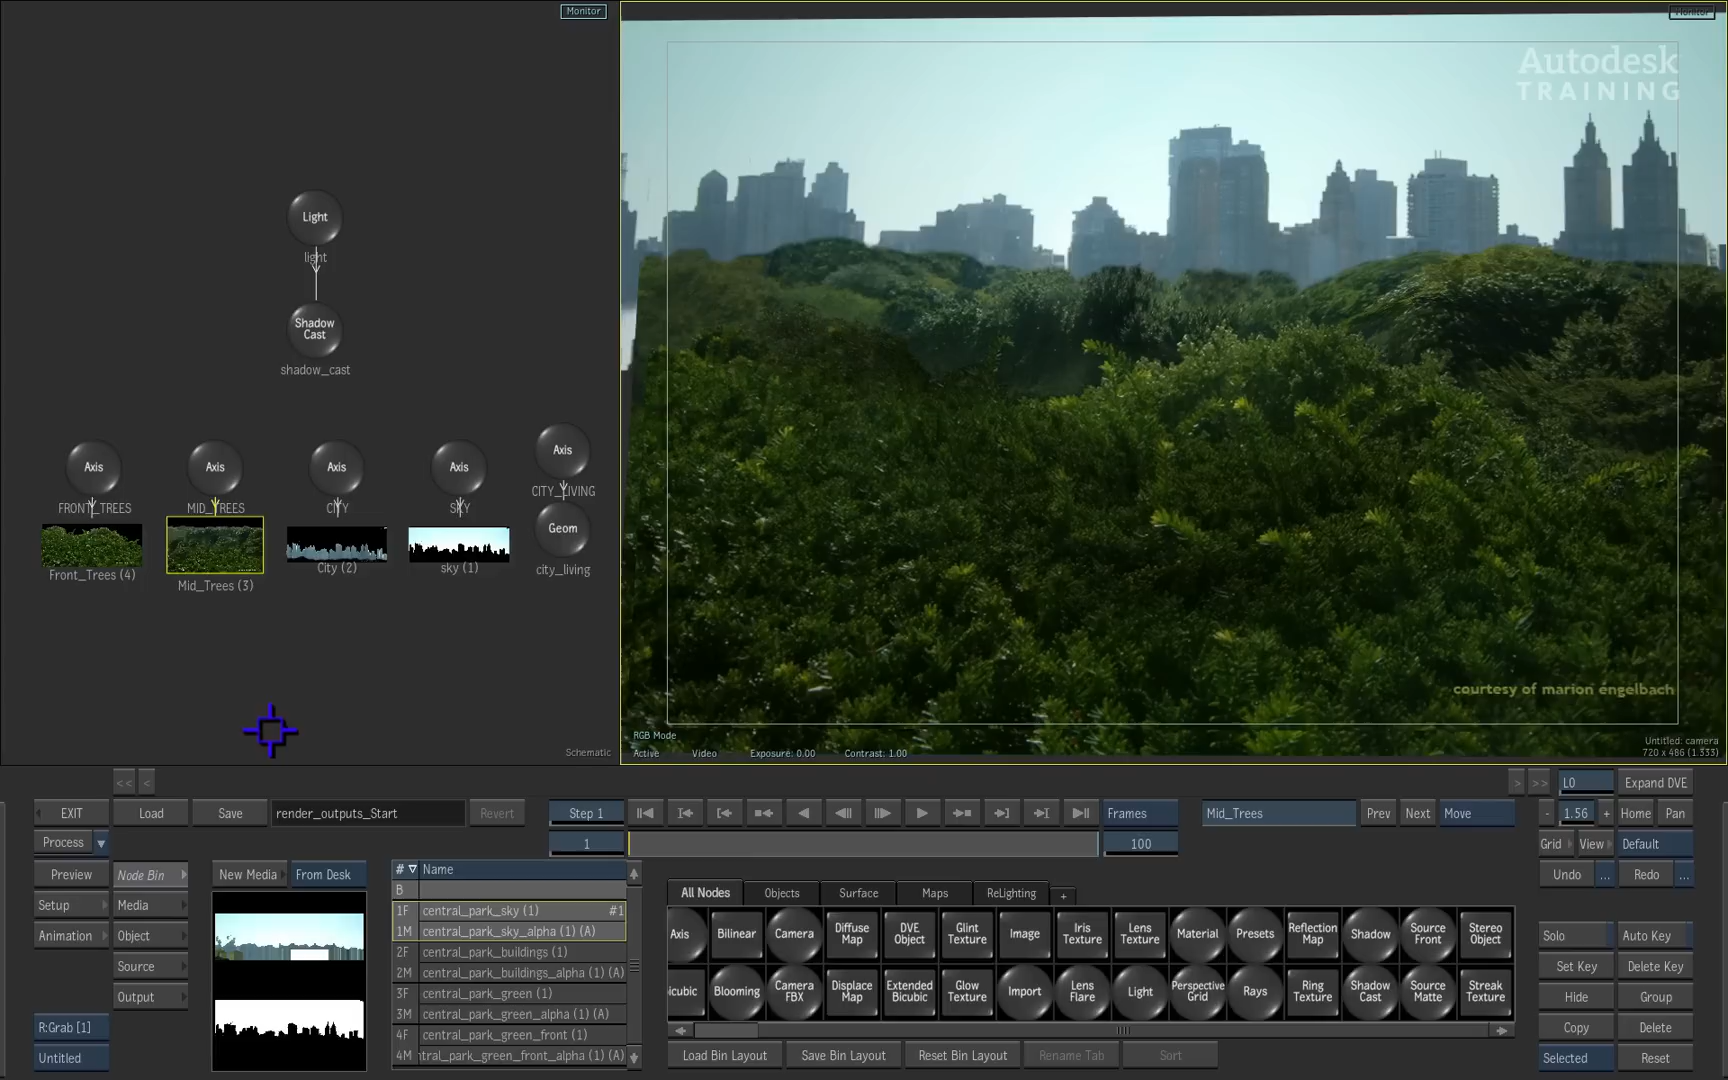 Monitor
Monitor
Autodesk
TRAINING
Light
light
Shadow
Cast
shadow_cast
Axis
Axis
Axis
Axis
Axis
FRONT_TREES
MID_TREES
CITY
SKY
CITY_LIVING
Geom
Front_Trees (4)
Mid_Trees (3)
City (2)
sky (1)
city_living
courtesy of marion engelbach
RGB Mode
Active Video Exposure: 0.00 Contrast: 1.00
Schematic
Untitled: camera
720 x 486 (1.333)
<< < > >> L0 Expand DVE
EXIT Load Save render_outputs_Start Revert Step 1 Frames Mid_Trees Prev Next Move - 1.56 + Home Pan
Process 1 100 Grid View Default
Preview Node Bin New Media From Desk # Name Undo ... Redo ...
Setup Media B All Nodes Objects Surface Maps ReLighting +
Animation Object Source Output
1F central_park_sky (1) #1
1M central_park_sky_alpha (1) (A)
2F central_park_buildings (1)
2M central_park_buildings_alpha (1) (A)
3F central_park_green (1)
3M central_park_green_alpha (1) (A)
4F central_park_green_front (1)
4M ntral_park_green_front_alpha (1) (A)
Axis Bilinear Camera Diffuse Map DVE Object Glint Texture Image Iris Texture Lens Texture Material Presets Reflection Map Shadow Source Front Stereo Object
icubic Blooming Camera FBX Displace Map Extended Bicubic Glow Texture Import Lens Flare Light Perspective Grid Rays Ring Texture Shadow Cast Source Matte Streak Texture
Solo Auto Key
Set Key Delete Key
Hide Group
Copy Delete
Selected Reset
R:Grab [1]
Untitled
Load Bin Layout Save Bin Layout Reset Bin Layout Rename Tab Sort